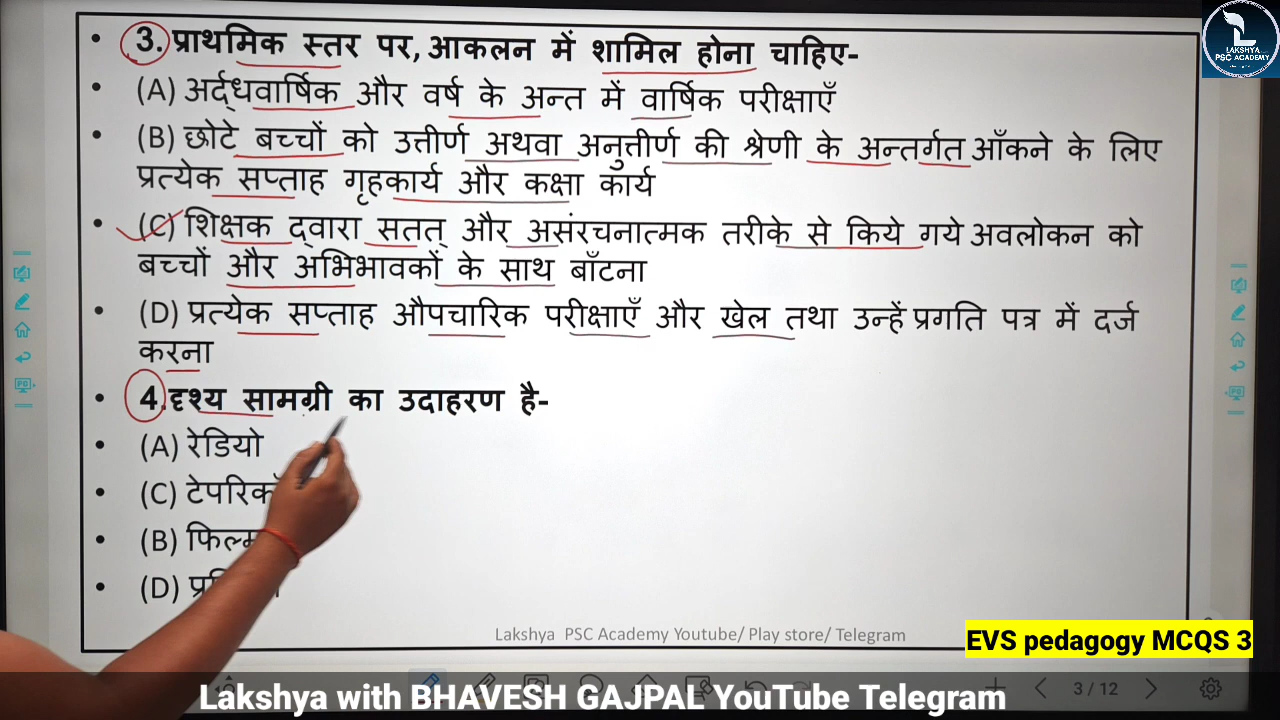 LAKSHYA
PSC ACADEMY
3. प्राथमिक स्तर पर, आकलन में शामिल होना चाहिए-
(A) अर्द्धवार्षिक और वर्ष के अन्त में वार्षिक परीक्षाएँ
(B) छोटे बच्चों को उत्तीर्ण अथवा अनुत्तीर्ण की श्रेणी के अन्तर्गत आँकने के लिए
प्रत्येक सप्ताह गृहकार्य और कक्षा कार्य
(C) शिक्षक द्वारा सतत् और असंरचनात्मक तरीके से किये गये अवलोकन को
बच्चों और अभिभावकों के साथ बाँटना
(D) प्रत्येक सप्ताह औपचारिक परीक्षाएँ और खेल तथा उन्हें प्रगति पत्र में दर्ज
करना
4. दृश्य सामग्री का उदाहरण है-
(A) रेडियो
(C)
(B)
(D)
Lakshya PSC Academy Youtube/ Play store/ Telegram
EVS pedagogy MCQS 3
3 / 12
Lakshya with BHAVESH GAJPAL YouTube Telegram